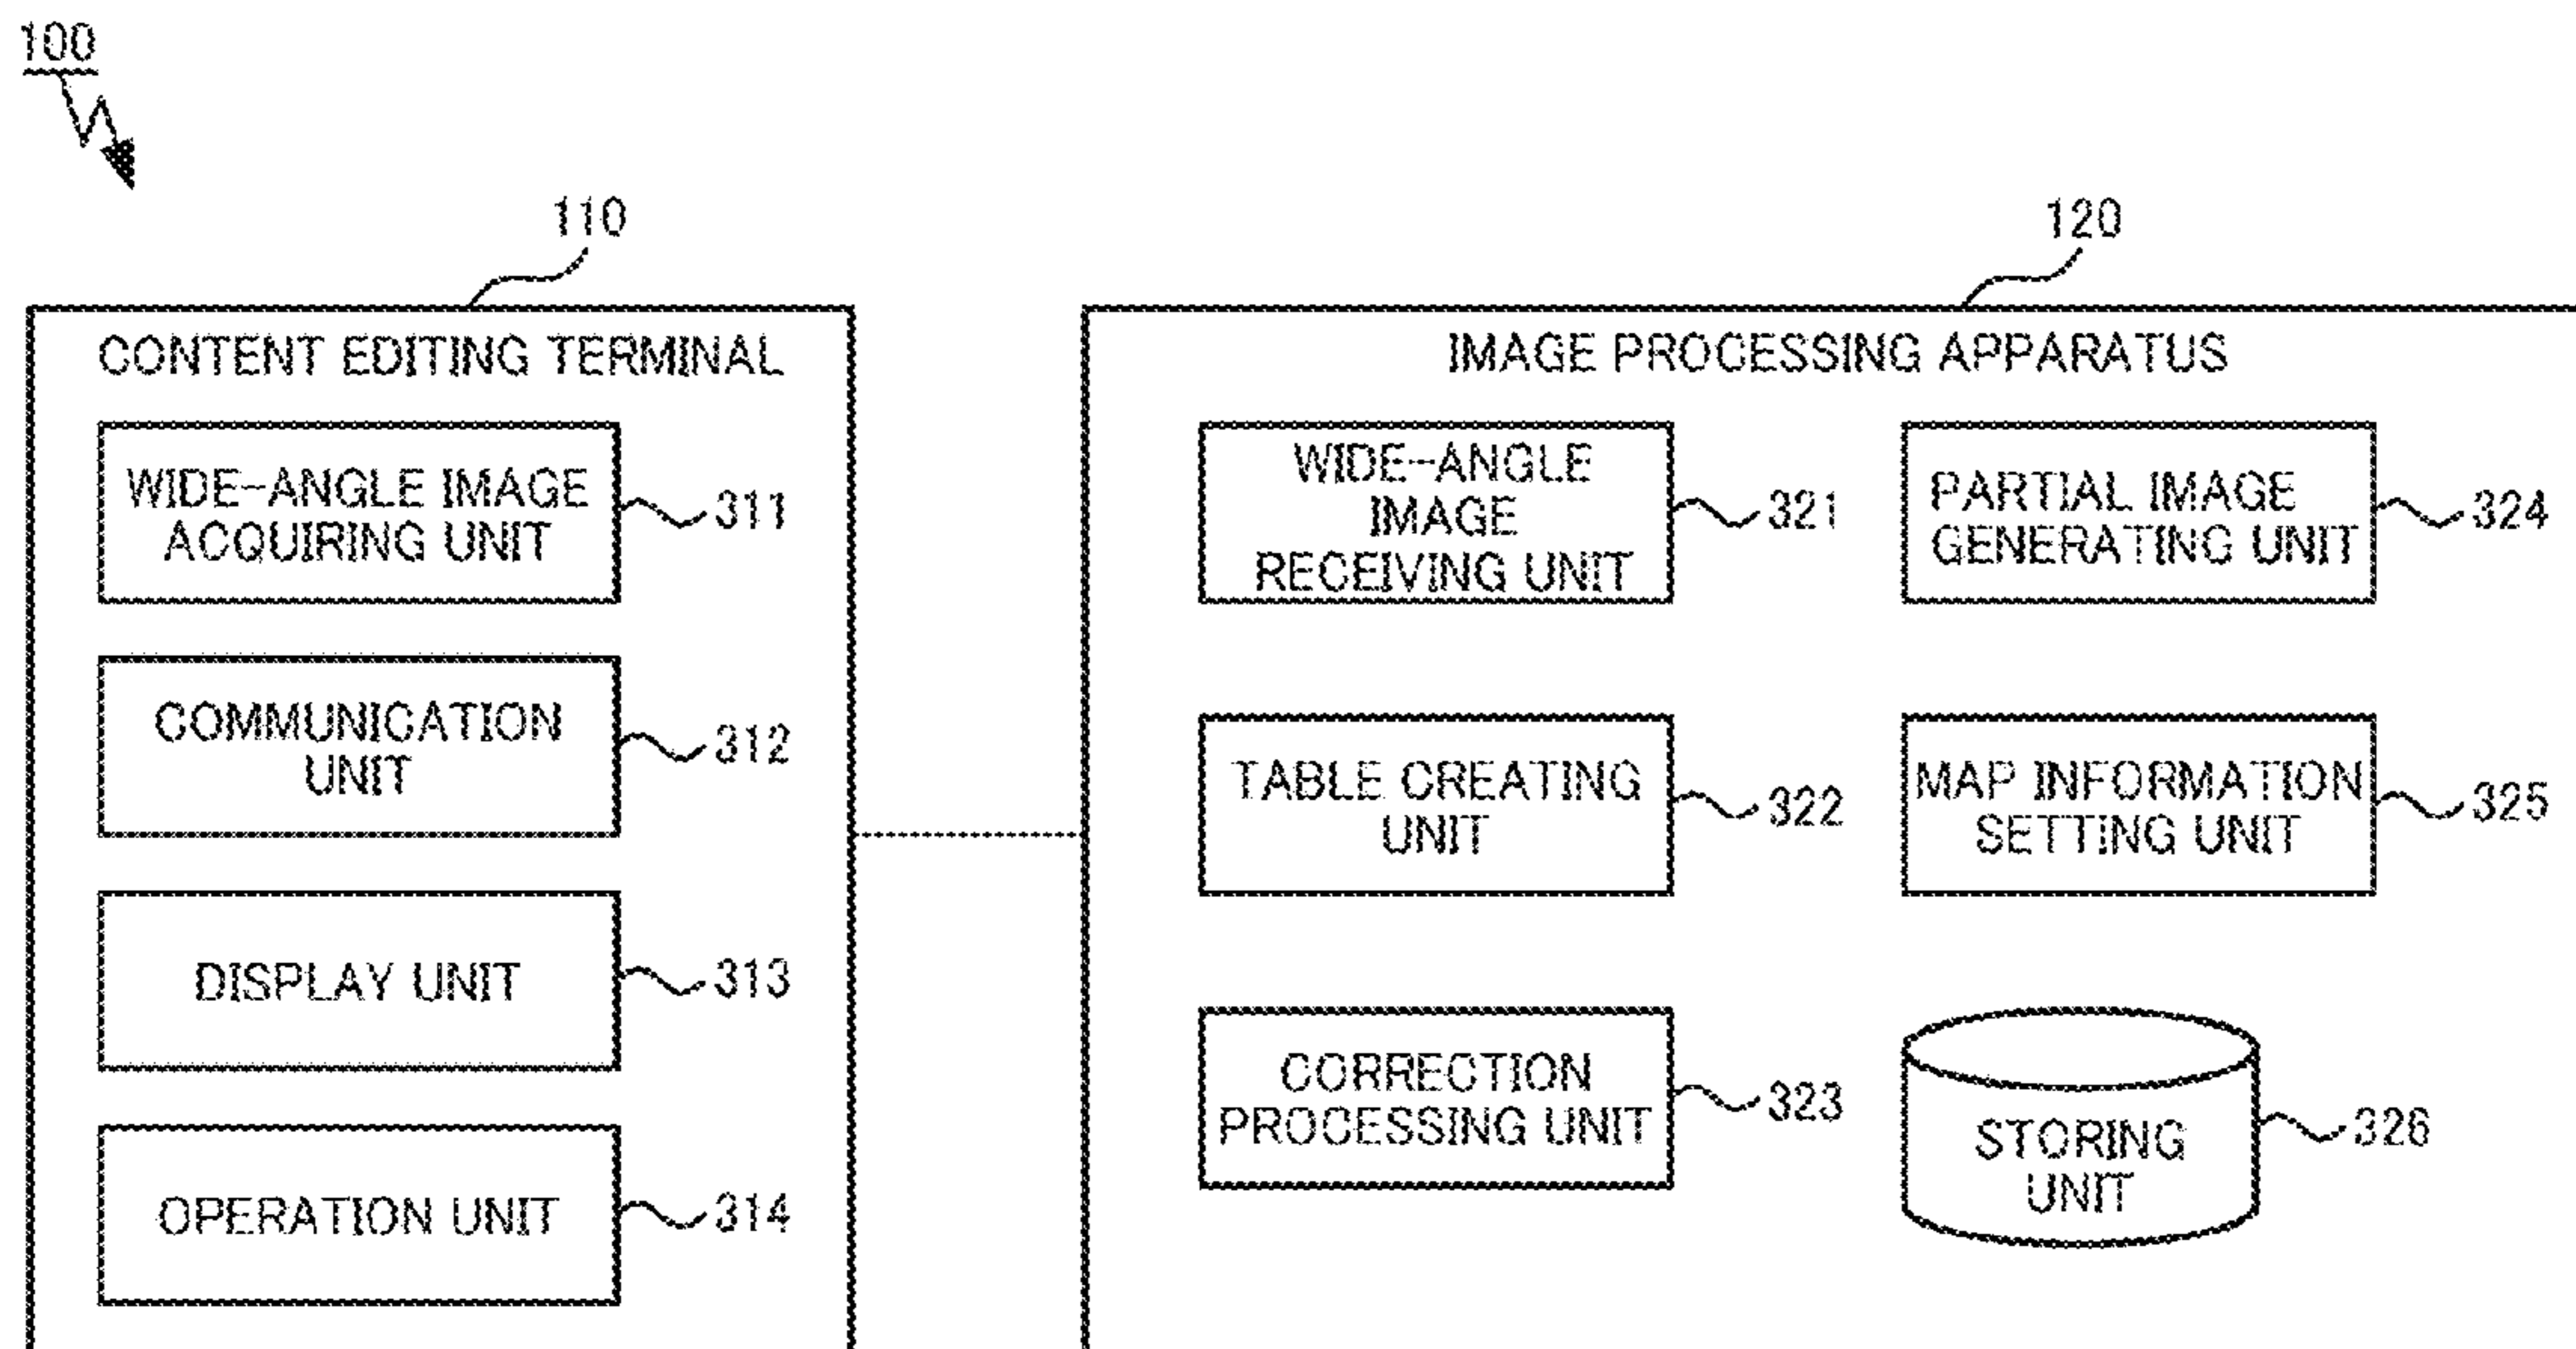 100
110
CONTENT EDITING TERMINAL
WIDE-ANGLE IMAGE
ACQUIRING UNIT
311
COMMUNICATION
UNIT
312
DISPLAY UNIT
313
OPERATION UNIT
314
120
IMAGE PROCESSING APPARATUS
WIDE-ANGLE
IMAGE
RECEIVING UNIT
321
TABLE CREATING
UNIT
322
CORRECTION
PROCESSING UNIT
323
PARTIAL IMAGE
GENERATING UNIT
324
MAP INFORMATION
SETTING UNIT
325
STORING
UNIT
326